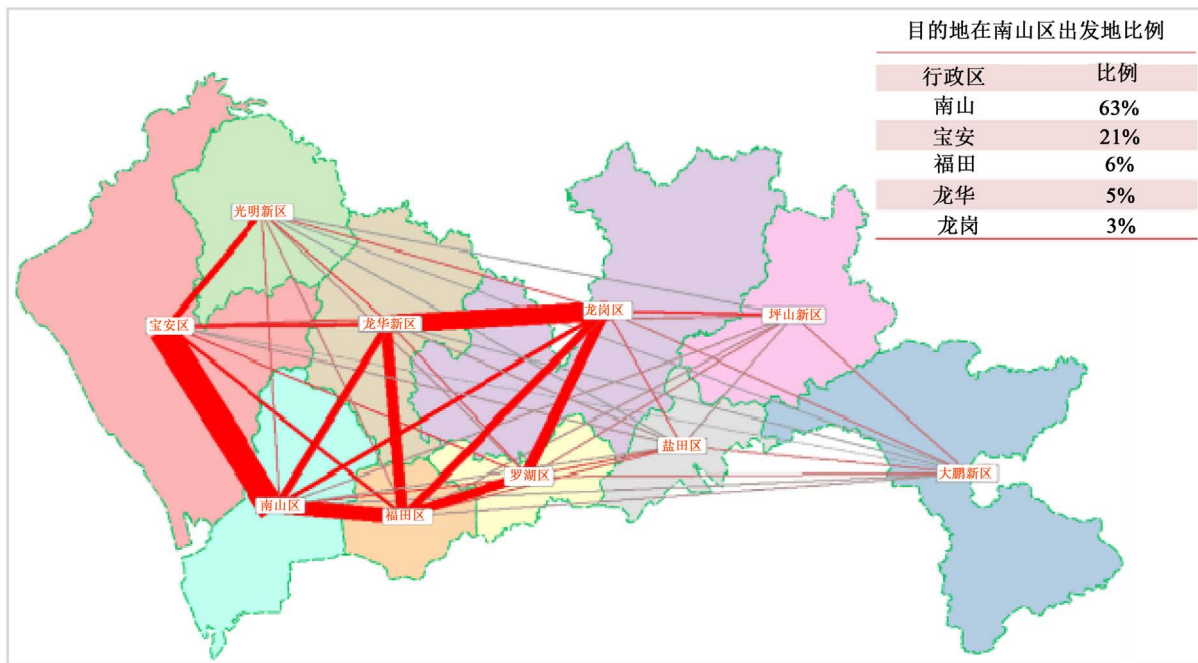 目的地在南山区出发地比例
行政区 比例
南山 63%
宝安 21%
福田 6%
龙华 5%
龙岗 3%
光明新区
宝安区
龙华新区
龙岗区
坪山新区
盐田区
罗湖区
大鹏新区
南山区
福田区